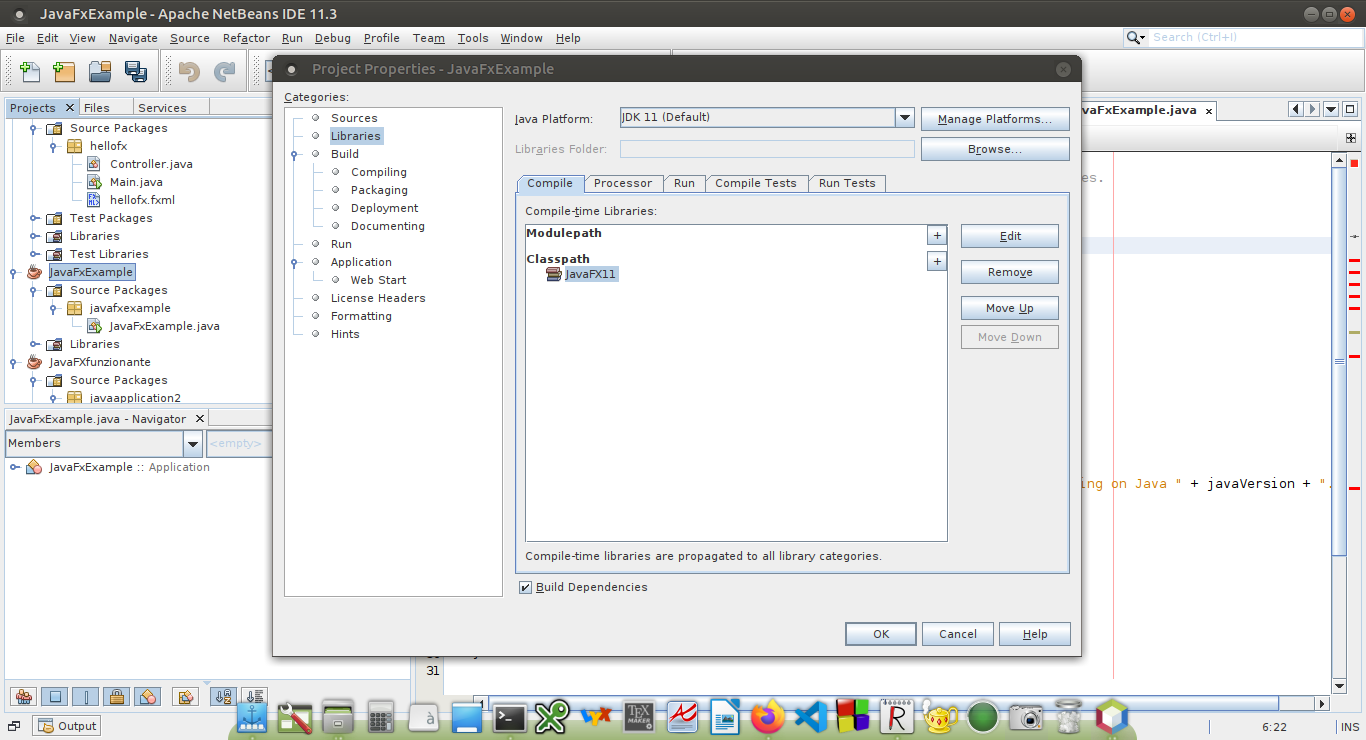 JavaFxExample - Apache NetBeans IDE 11.3
File Edit View Navigate Source Refactor Run Debug Profile Team Tools Window Help
Search (Ctrl+I)
Projects Files Services
Source Packages
hellofx
Controller.java
Main.java
hellofx.fxml
Test Packages
Libraries
Test Libraries
JavaFxExample
Source Packages
javafxexample
JavaFxExample.java
Libraries
JavaFXfunzionante
Source Packages
javaapplication2
JavaFxExample.java - Navigator
Members
<empty>
JavaFxExample :: Application
Project Properties - JavaFxExample
Categories:
Sources
Libraries
Build
Compiling
Packaging
Deployment
Documenting
Run
Application
Web Start
License Headers
Formatting
Hints
Java Platform: JDK 11 (Default) Manage Platforms...
Libraries Folder: Browse...
Compile Processor Run Compile Tests Run Tests
Compile-time Libraries:
Modulepath +
Classpath +
JavaFX11
Edit
Remove
Move Up
Move Down
Compile-time libraries are propagated to all library categories.
Build Dependencies
OK Cancel Help
vaFxExample.java
es.
ing on Java " + javaVersion + ".
31
Output
6:22 INS